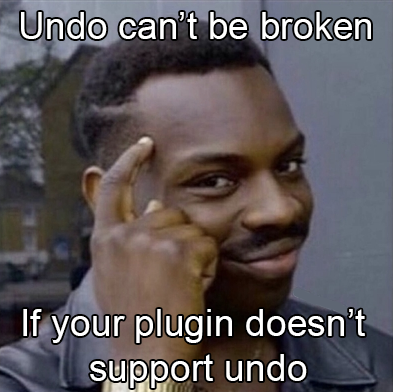 Undo can’t be broken
If your plugin doesn’t
support undo